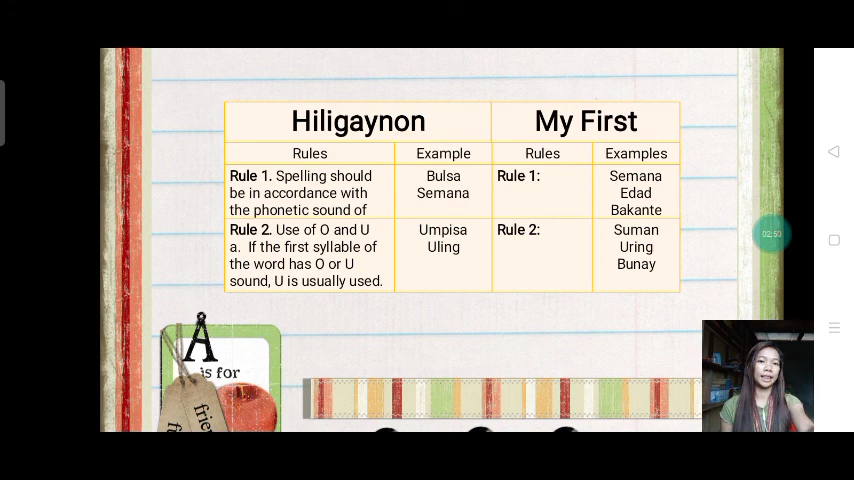 Hiligaynon
My First
Rules
Example
Rules
Examples
Rule 1. Spelling should
be in accordance with
the phonetic sound of
Bulsa
Semana
Rule 1:
Semana
Edad
Bakante
Rule 2. Use of O and U
a. If the first syllable of
the word has O or U
sound, U is usually used.
Umpisa
Uling
Rule 2:
Suman
Uring
Bunay
02:50
A
is for